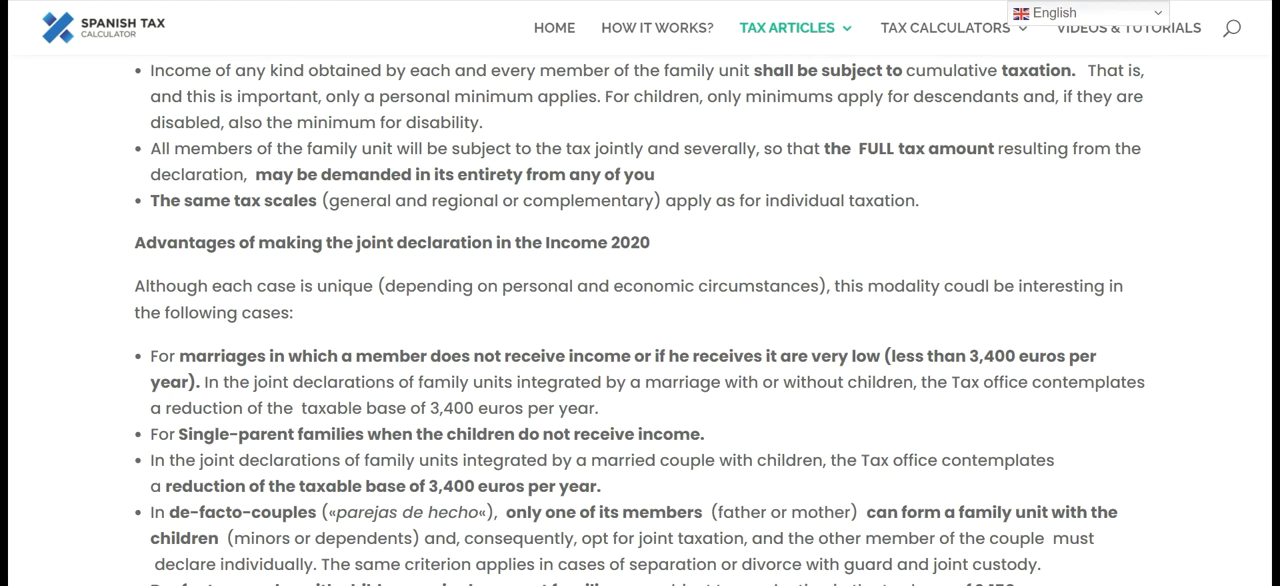 SPANISH TAX
CALCULATOR
HOME HOW IT WORKS? TAX ARTICLES TAX CALCULATORS VIDEOS & TUTORIALS
English
• Income of any kind obtained by each and every member of the family unit shall be subject to cumulative taxation. That is,
and this is important, only a personal minimum applies. For children, only minimums apply for descendants and, if they are
disabled, also the minimum for disability.
• All members of the family unit will be subject to the tax jointly and severally, so that the FULL tax amount resulting from the
declaration, may be demanded in its entirety from any of you
• The same tax scales (general and regional or complementary) apply as for individual taxation.
Advantages of making the joint declaration in the Income 2020
Although each case is unique (depending on personal and economic circumstances), this modality coudl be interesting in
the following cases:
• For marriages in which a member does not receive income or if he receives it are very low (less than 3,400 euros per
year). In the joint declarations of family units integrated by a marriage with or without children, the Tax office contemplates
a reduction of the taxable base of 3,400 euros per year.
• For Single-parent families when the children do not receive income.
• In the joint declarations of family units integrated by a married couple with children, the Tax office contemplates
a reduction of the taxable base of 3,400 euros per year.
• In de-facto-couples («parejas de hecho«), only one of its members (father or mother) can form a family unit with the
children (minors or dependents) and, consequently, opt for joint taxation, and the other member of the couple must
declare individually. The same criterion applies in cases of separation or divorce with guard and joint custody.